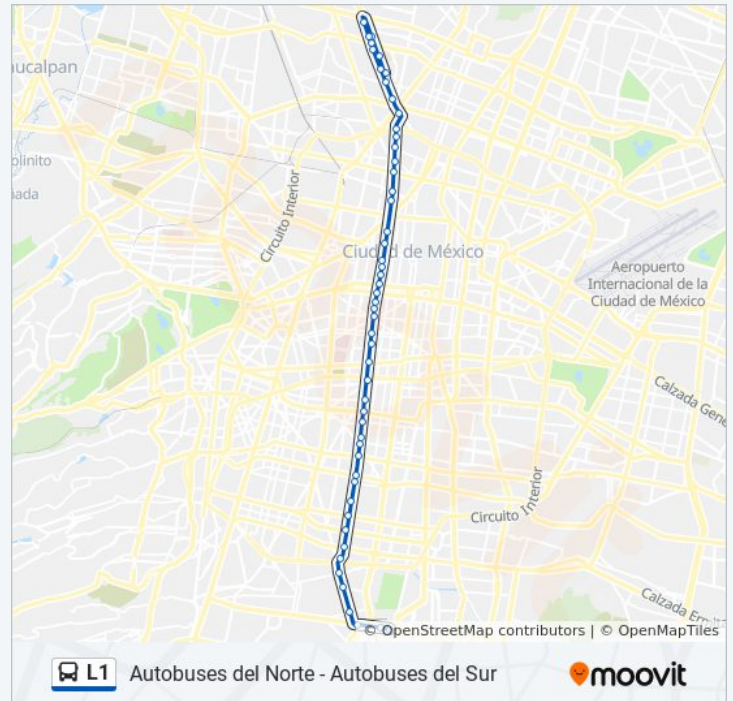 ucalpan
olinito
ada
Circuito Interior
Ciudad de México
Aeropuerto
Internacional de la
Ciudad de México
Calzada Gene
Circuito Interior
Calzada Ermita
© OpenStreetMap contributors | © OpenMapTiles
L1 Autobuses del Norte - Autobuses del Sur
moovit